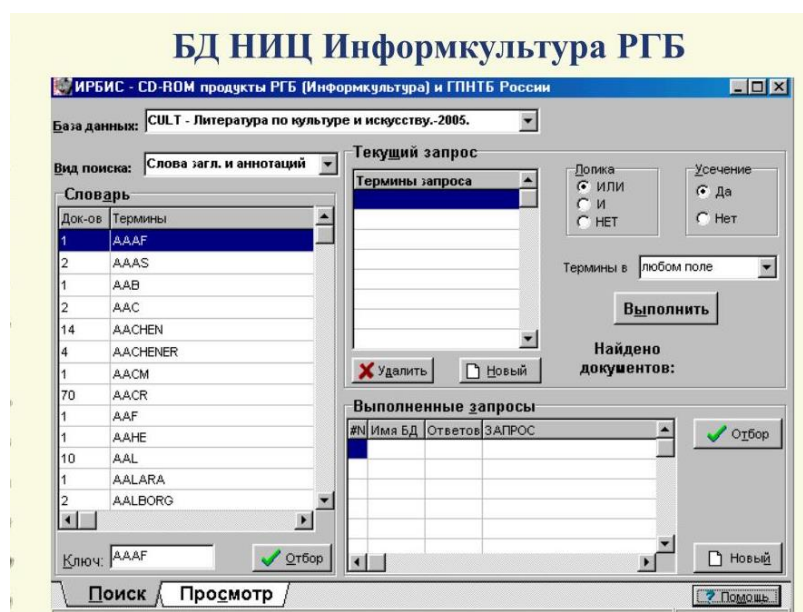 БД НИЦ Информкультура РГБ
ИРБИС - CD-ROM продукты РГБ (Информкультура) и ГПНТБ России
База данных: CULT - Литература по культуре и искусству.-2005.
Вид поиска: Слова загл. и аннотаций
Словарь
Док-ов Термины
1 AAAF
2 AAAS
1 AAB
2 AAC
14 AACHEN
4 AACHENER
1 AACM
70 AACR
1 AAF
1 AAHE
10 AAL
1 AALARA
2 AALBORG
Ключ: AAAF Отбор
Текущий запрос
Термины запроса
Удалить Новый
Логика
ИЛИ
И
НЕТ
Усечение
Да
Нет
Термины в любом поле
Выполнить
Найдено
документов:
Выполненные запросы
#N Имя БД Ответов ЗАПРОС
Отбор
Новый
Поиск Просмотр
? Помощь